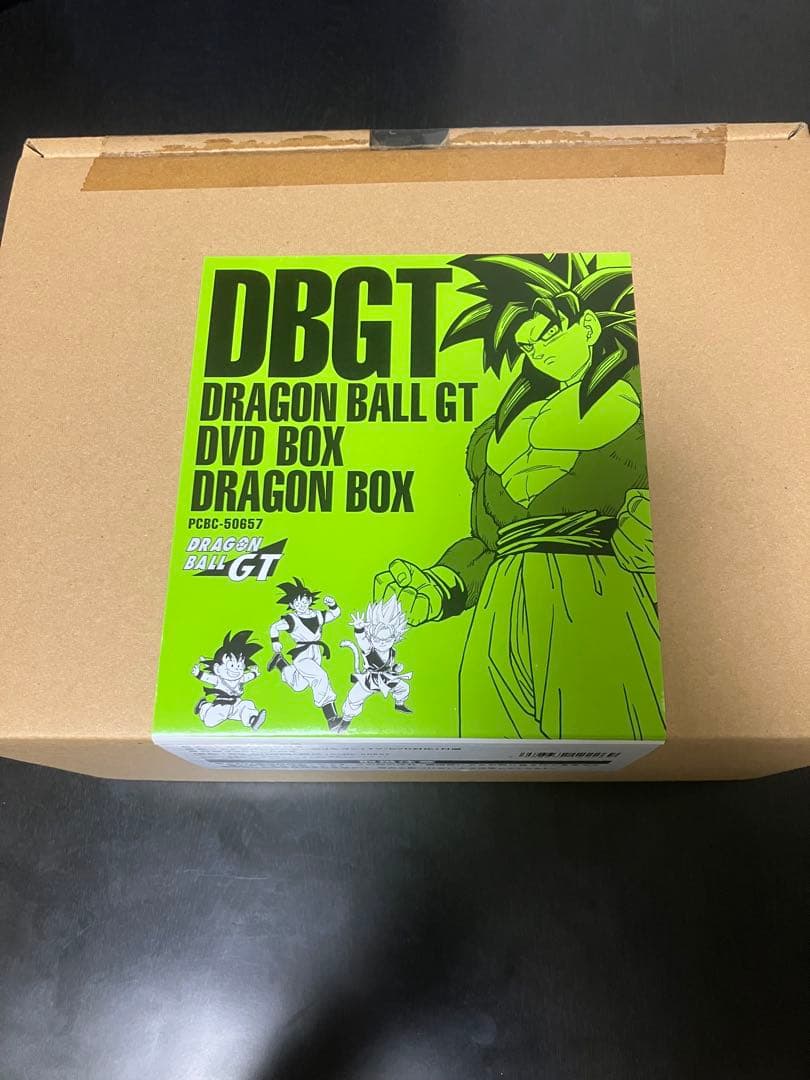 DBGT
DRAGON BALL GT
DVD BOX
DRAGON BOX
PCBC-50657
DRAGON
BALL GT